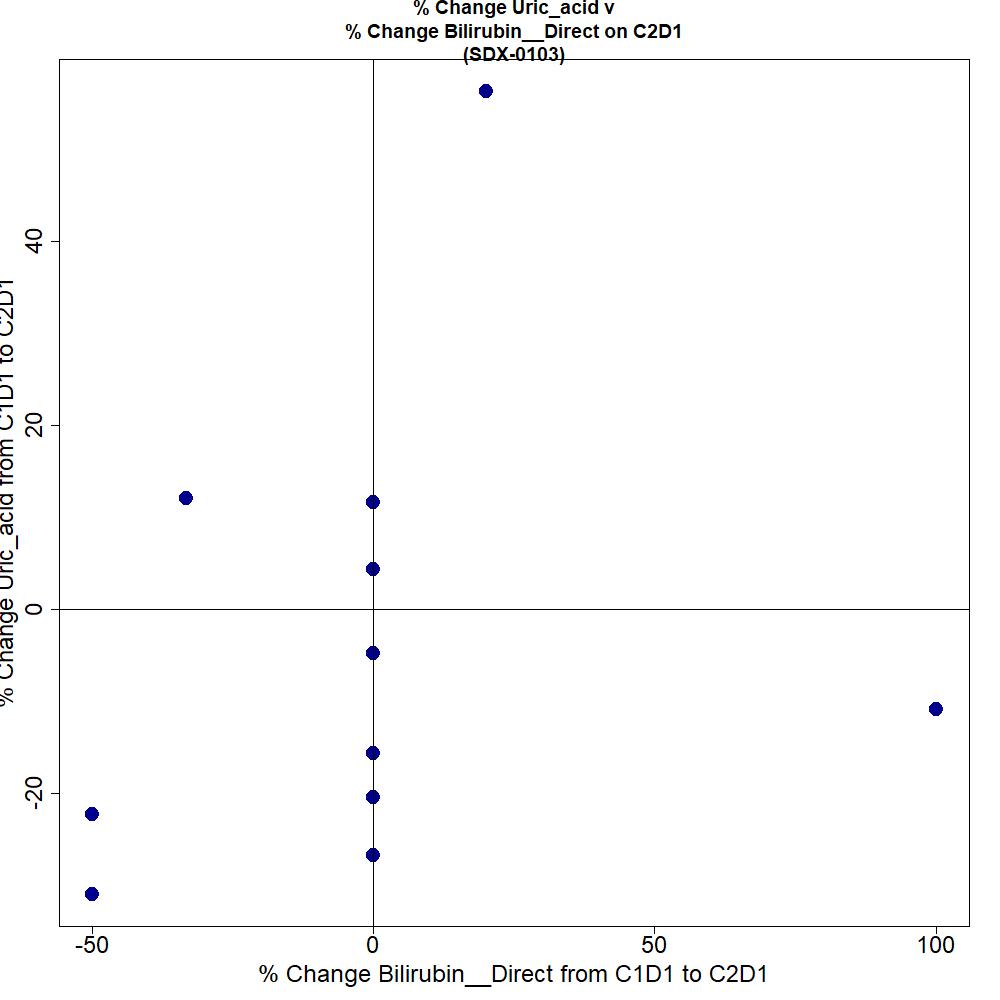 % Change Uric_acid v
% Change Bilirubin__Direct on C2D1
(SDX-0103)
% Change Uric_acid from C1D1 to C2D1
40
20
0
-20
-50
0
50
100
% Change Bilirubin__Direct from C1D1 to C2D1